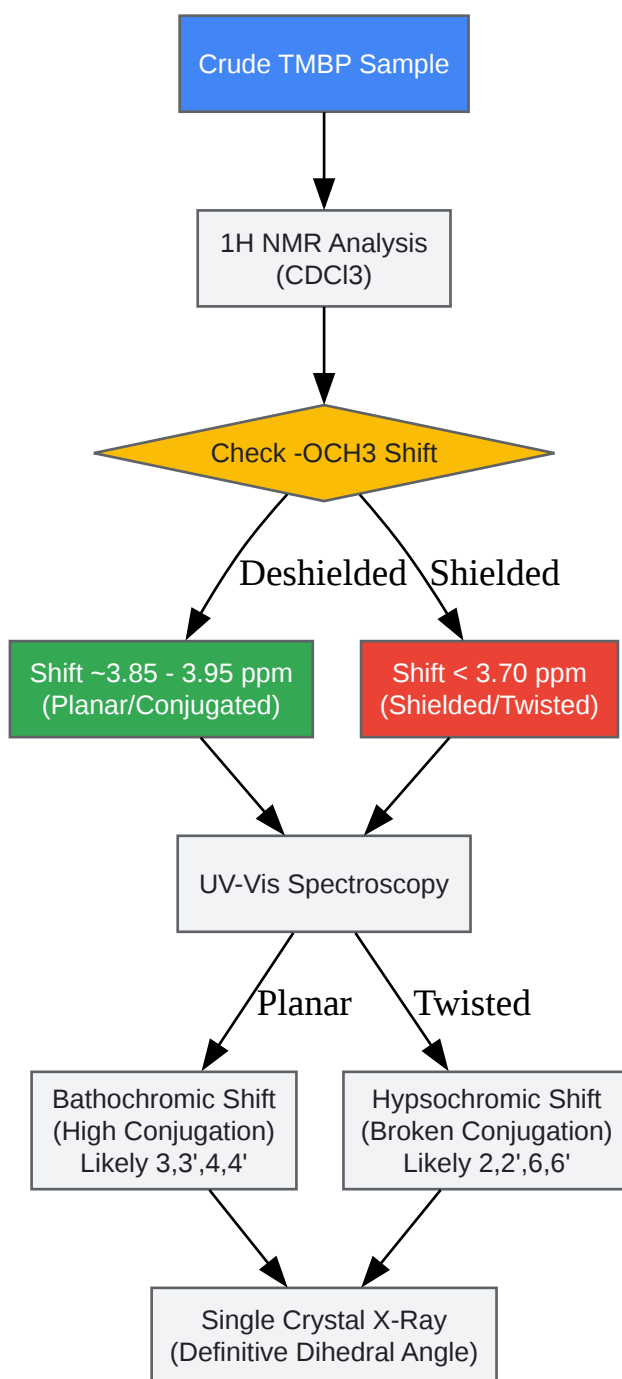 Crude TMBP Sample
1H NMR Analysis
(CDCl3)
Check -OCH3 Shift
Deshielded
Shielded
Shift ~3.85 - 3.95 ppm
(Planar/Conjugated)
Shift < 3.70 ppm
(Shielded/Twisted)
UV-Vis Spectroscopy
Planar
Twisted
Bathochromic Shift
(High Conjugation)
Likely 3,3',4,4'
Hypsochromic Shift
(Broken Conjugation)
Likely 2,2',6,6'
Single Crystal X-Ray
(Definitive Dihedral Angle)